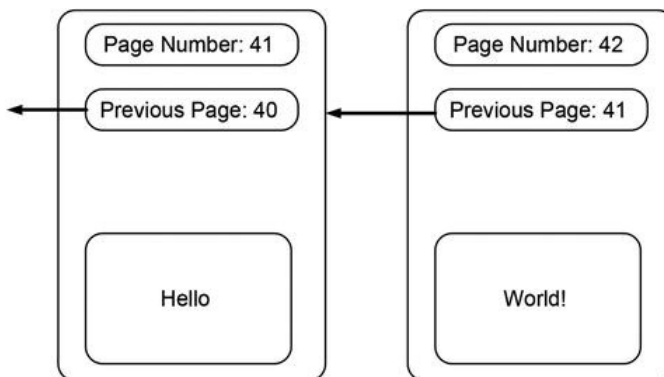 Page Number: 41
Previous Page: 40
Hello
Page Number: 42
Previous Page: 41
World!